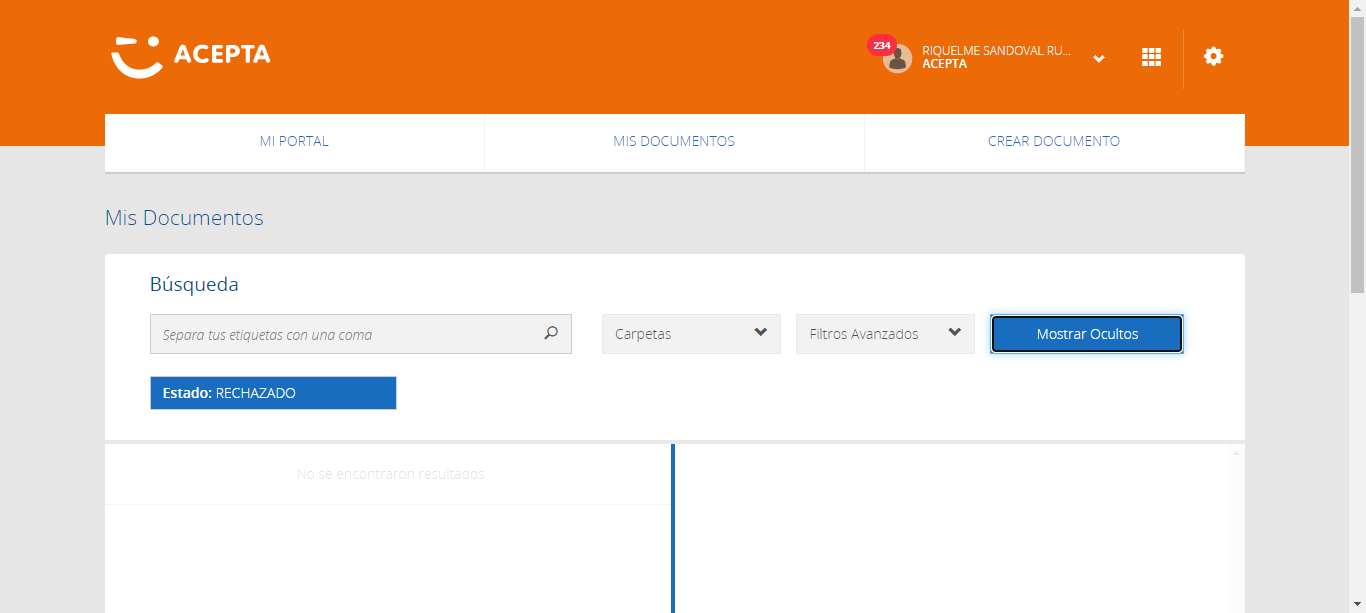 ACEPTA
234
RIQUELME SANDOVAL RU...
ACEPTA
MI PORTAL
MIS DOCUMENTOS
CREAR DOCUMENTO
Mis Documentos
Búsqueda
Separa tus etiquetas con una coma
Carpetas
Filtros Avanzados
Mostrar Ocultos
Estado: RECHAZADO
No se encontraron resultados